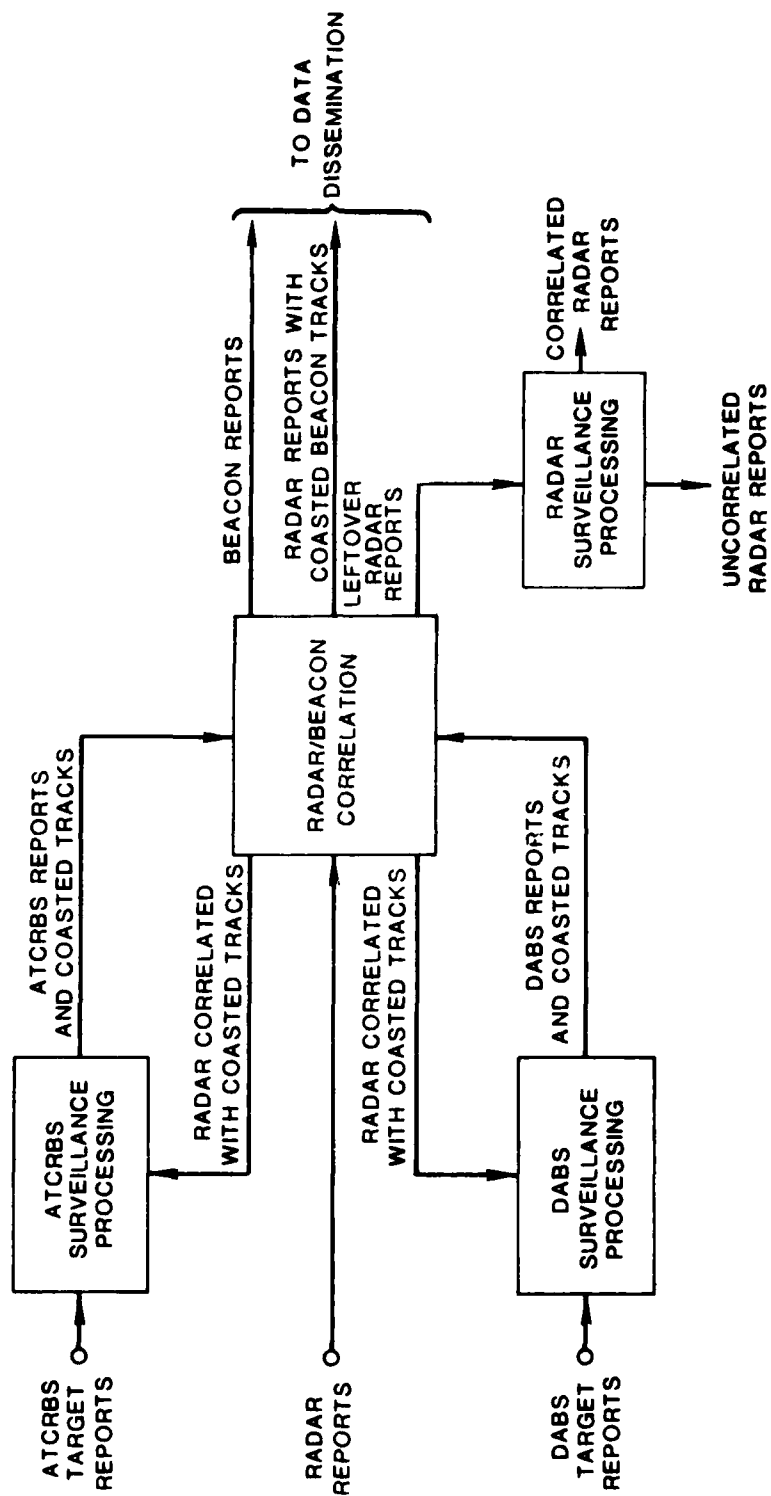 ATCRBS
TARGET
REPORTS
ATCRBS
SURVEILLANCE
PROCESSING
ATCRBS REPORTS
AND COASTED TRACKS
RADAR CORRELATED
WITH COASTED TRACKS
RADAR
REPORTS
RADAR/BEACON
CORRELATION
RADAR CORRELATED
WITH COASTED TRACKS
DABS
TARGET
REPORTS
DABS
SURVEILLANCE
PROCESSING
DABS REPORTS
AND COASTED TRACKS
BEACON REPORTS
RADAR REPORTS WITH
COASTED BEACON TRACKS
LEFTOVER
RADAR
REPORTS
TO DATA
DISSEMINATION
RADAR
SURVEILLANCE
PROCESSING
CORRELATED
RADAR
REPORTS
UNCORRELATED
RADAR REPORTS